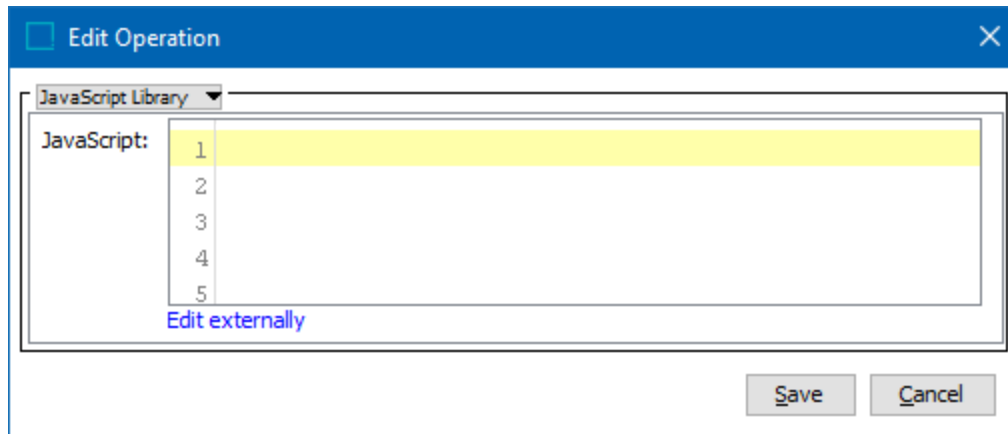 Edit Operation
JavaScript Library
JavaScript:
1
2
3
4
5
Edit externally
Save Cancel